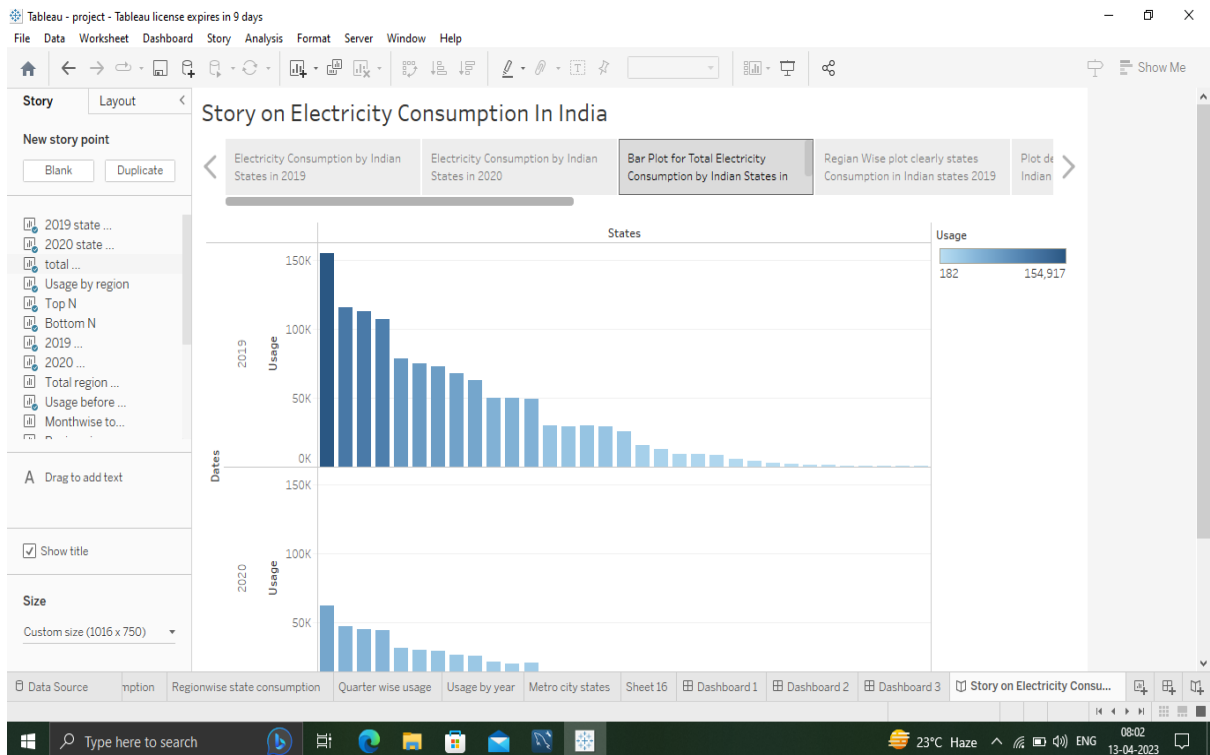 Tableau - project - Tableau license expires in 9 days
File Data Worksheet Dashboard Story Analysis Format Server Window Help
Show Me
Story Layout
New story point
Blank Duplicate
2019 state ...
2020 state ...
total ...
Usage by region
Top N
Bottom N
2019 ...
2020 ...
Total region ...
Usage before ...
Monthwise to...
A Drag to add text
Show title
Size
Custom size (1016 x 750)
Story on Electricity Consumption In India
Electricity Consumption by Indian
States in 2019
Electricity Consumption by Indian
States in 2020
Bar Plot for Total Electricity
Consumption by Indian States in
Regian Wise plot clearly states
Consumption in Indian states 2019
Plot de
Indian
States
Dates
2019
Usage
150K
100K
50K
0K
2020
Usage
150K
100K
50K
Usage
182 154,917
Data Source mption Regionwise state consumption Quarter wise usage Usage by year Metro city states Sheet 16 Dashboard 1 Dashboard 2 Dashboard 3 Story on Electricity Consu...
Type here to search
23°C Haze ENG
08:02
13-04-2023